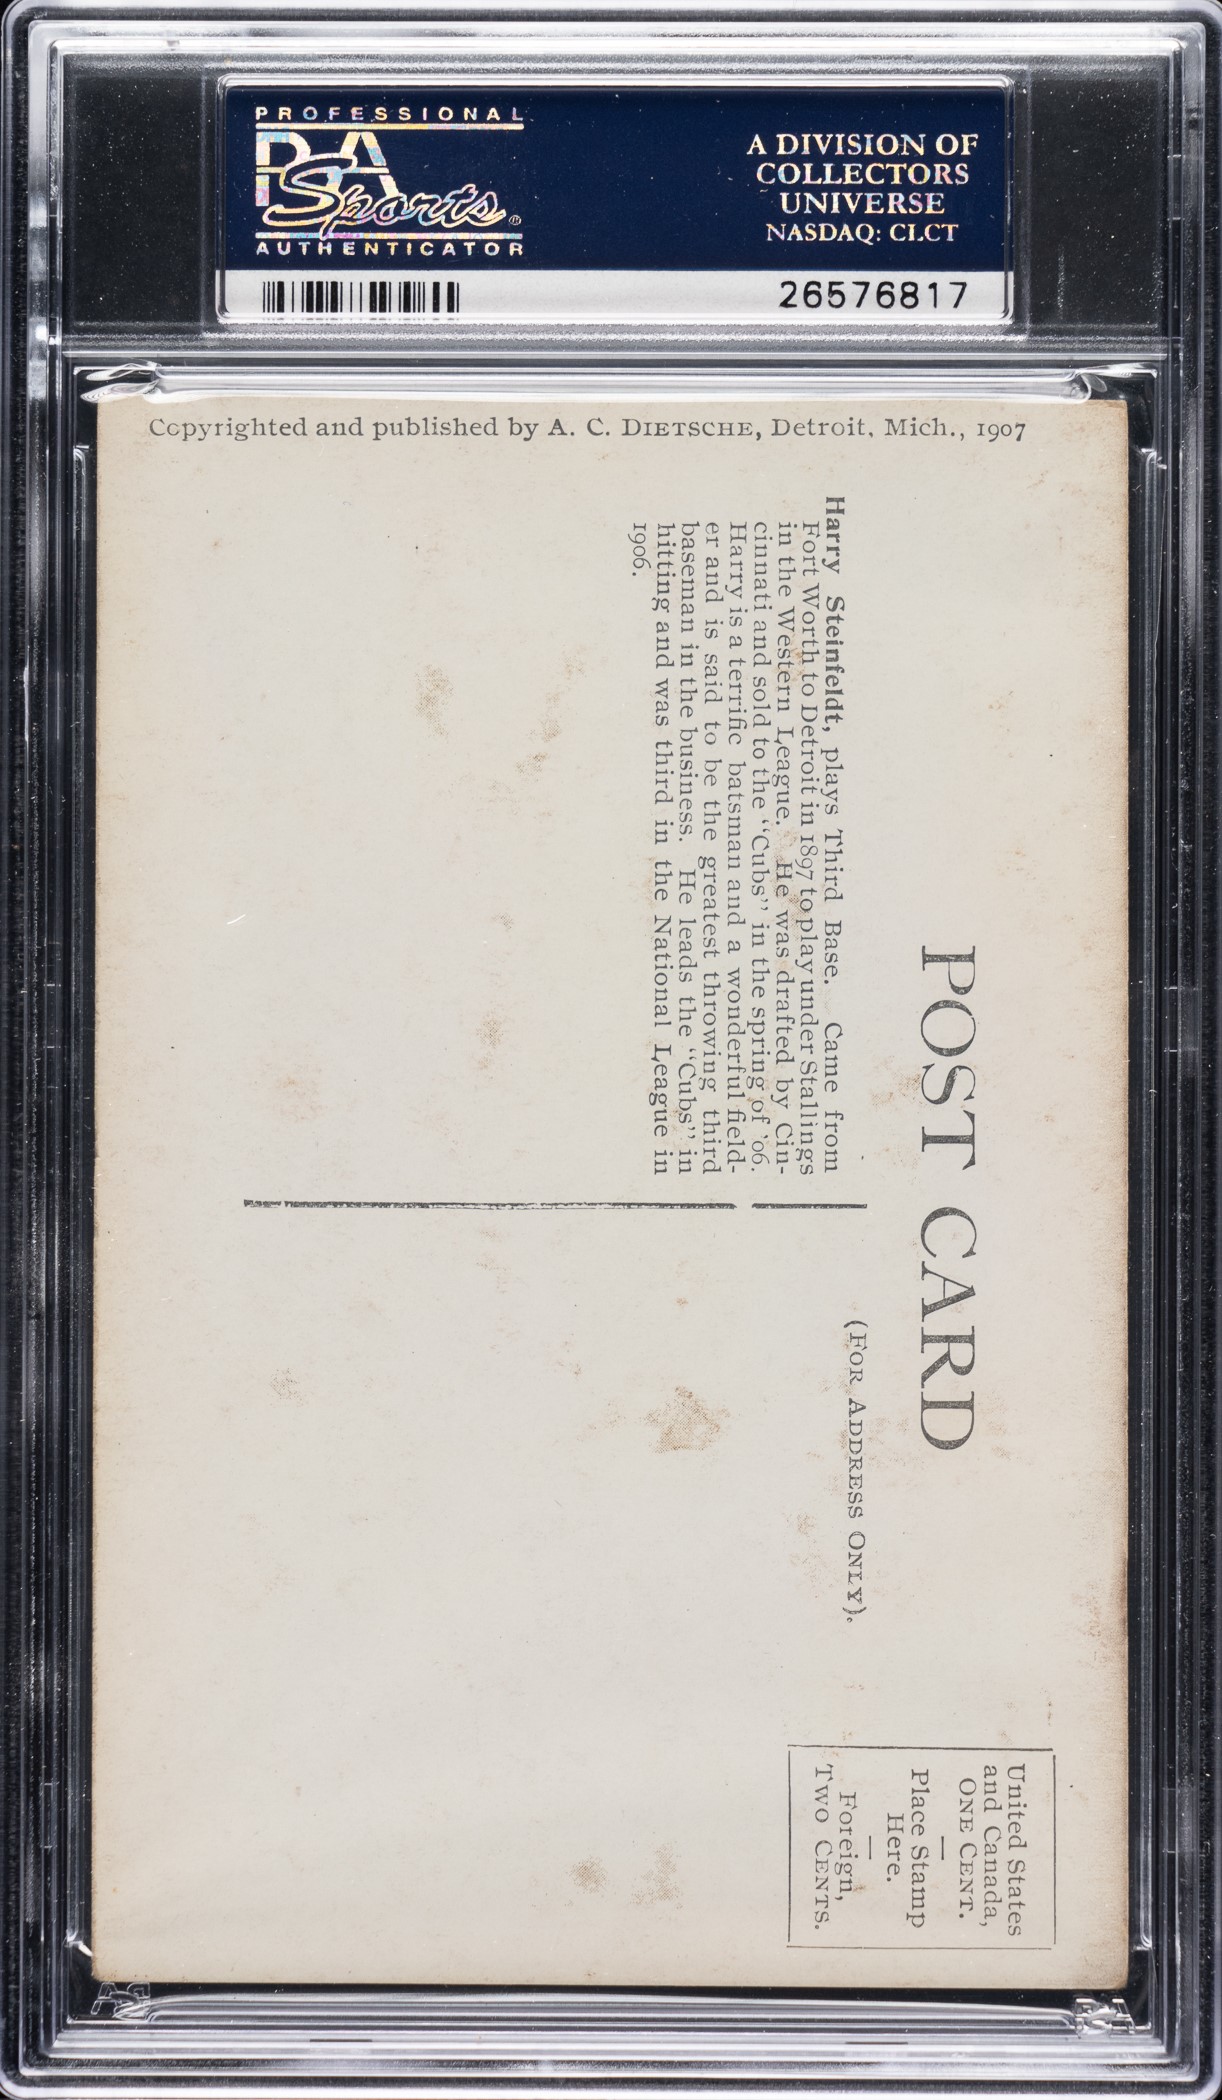 PROFESSIONAL
PSA
Sports
AUTHENTICATOR
A DIVISION OF
COLLECTORS
UNIVERSE
NASDAQ: CLCT
26576817
Copyrighted and published by A. C. DIETSCHE, Detroit, Mich., 1907
POST CARD
Harry Steinfeldt, plays Third Base. Came from
Fort Worth to Detroit in 1897 to play under Stallings
in the Western League. He was drafted by Cin-
cinnati and sold to the "Cubs" in the spring of '06.
Harry is a terrific batsman and a wonderful field-
er and is said to be the greatest throwing third
baseman in the business. He leads the "Cubs" in
hitting and was third in the National League in
1906.
(FOR ADDRESS ONLY).
United States
and Canada,
ONE CENT.
Place Stamp
Here.
Foreign,
TWO CENTS.
PSA
PSA